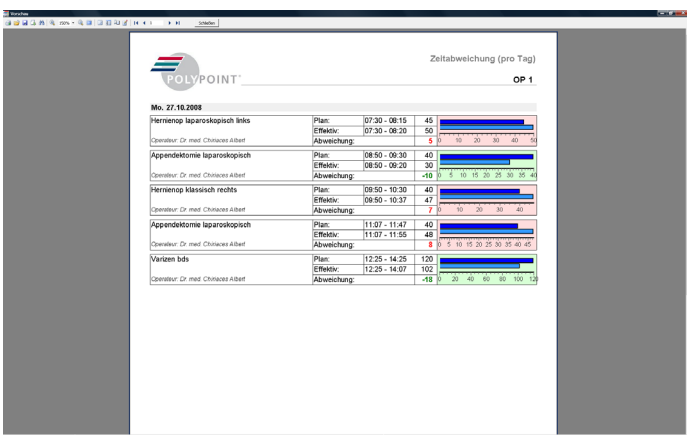 Vorschau
150%
1
Schließen
POLYPOINT
Zeitabweichung (pro Tag)
OP 1
Mo. 27.10.2008
Hernienop laparoskopisch links Plan: 07:30 - 08:15 45
Effektiv: 07:30 - 08:20 50
Operateur: Dr. med. Chiriaces Albert Abweichung: 5 0 10 20 30 40 50
Appendektomie laparoskopisch Plan: 08:50 - 09:30 40
Effektiv: 08:50 - 09:20 30
Operateur: Dr. med. Chiriaces Albert Abweichung: -10 0 5 10 15 20 25 30 35 40
Hernienop klassisch rechts Plan: 09:50 - 10:30 40
Effektiv: 09:50 - 10:37 47
Operateur: Dr. med. Chiriaces Albert Abweichung: 7 0 10 20 30 40
Appendektomie laparoskopisch Plan: 11:07 - 11:47 40
Effektiv: 11:07 - 11:55 48
Operateur: Dr. med. Chiriaces Albert Abweichung: 8 0 5 10 15 20 25 30 35 40 45
Varizen bds Plan: 12:25 - 14:25 120
Effektiv: 12:25 - 14:07 102
Operateur: Dr. med. Chiriaces Albert Abweichung: -18 0 20 40 60 80 100 120